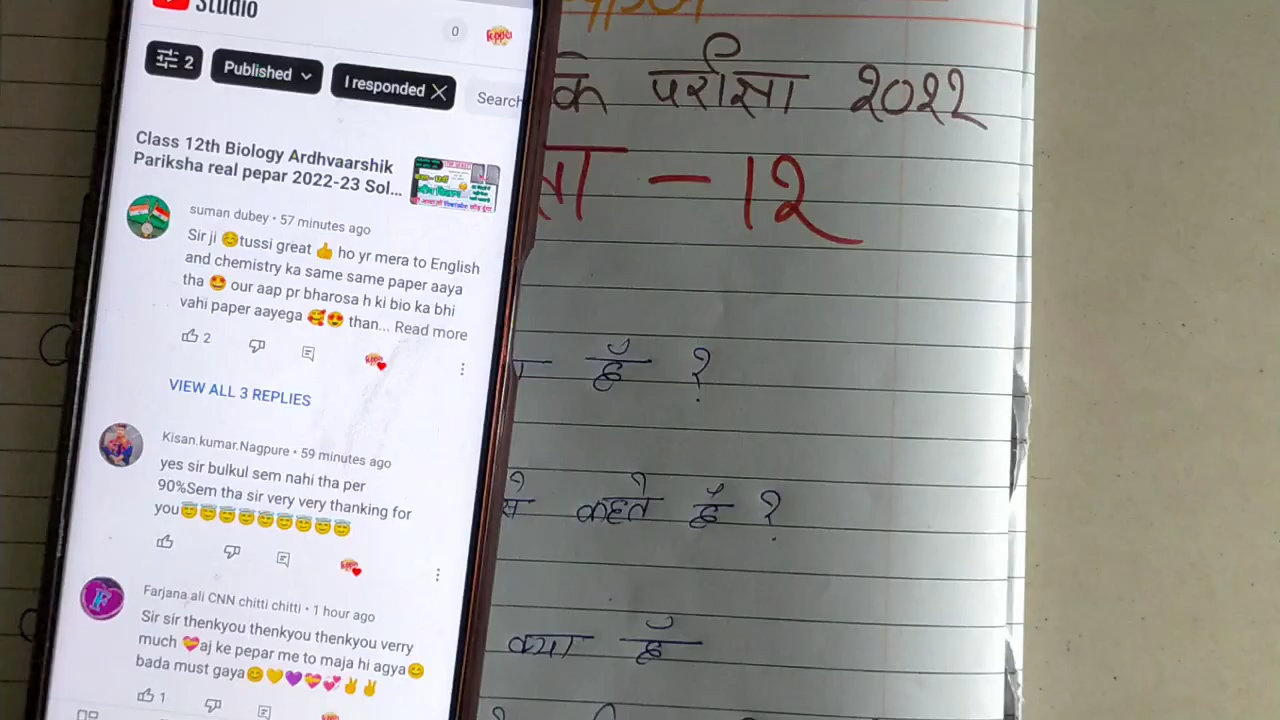 Studio
0
2
Published
I responded
Search
Class 12th Biology Ardhvaarshik
Pariksha real pepar 2022-23 Sol...
suman dubey • 57 minutes ago
Sir ji ☺️tussi great 👍 ho yr mera to English
and chemistry ka same same paper aaya
tha 🤩 our aap pr bharosa h ki bio ka bhi
vahi paper aayega 🥰😍 than... Read more
2
VIEW ALL 3 REPLIES
Kisan.kumar.Nagpure • 59 minutes ago
yes sir bulkul sem nahi tha per
90%Sem tha sir very very thanking for
you😇😇😇😇😇😇😇😇😇
Farjana ali CNN chitti chitti • 1 hour ago
Sir sir thenkyou thenkyou thenkyou verry
much 💝aj ke pepar me to maja hi agya😊
bada must gaya😊💛💜💝💞✌️✌️
1
परीक्षा २०२२
- 12
है ?
कहते है ?
क्या है